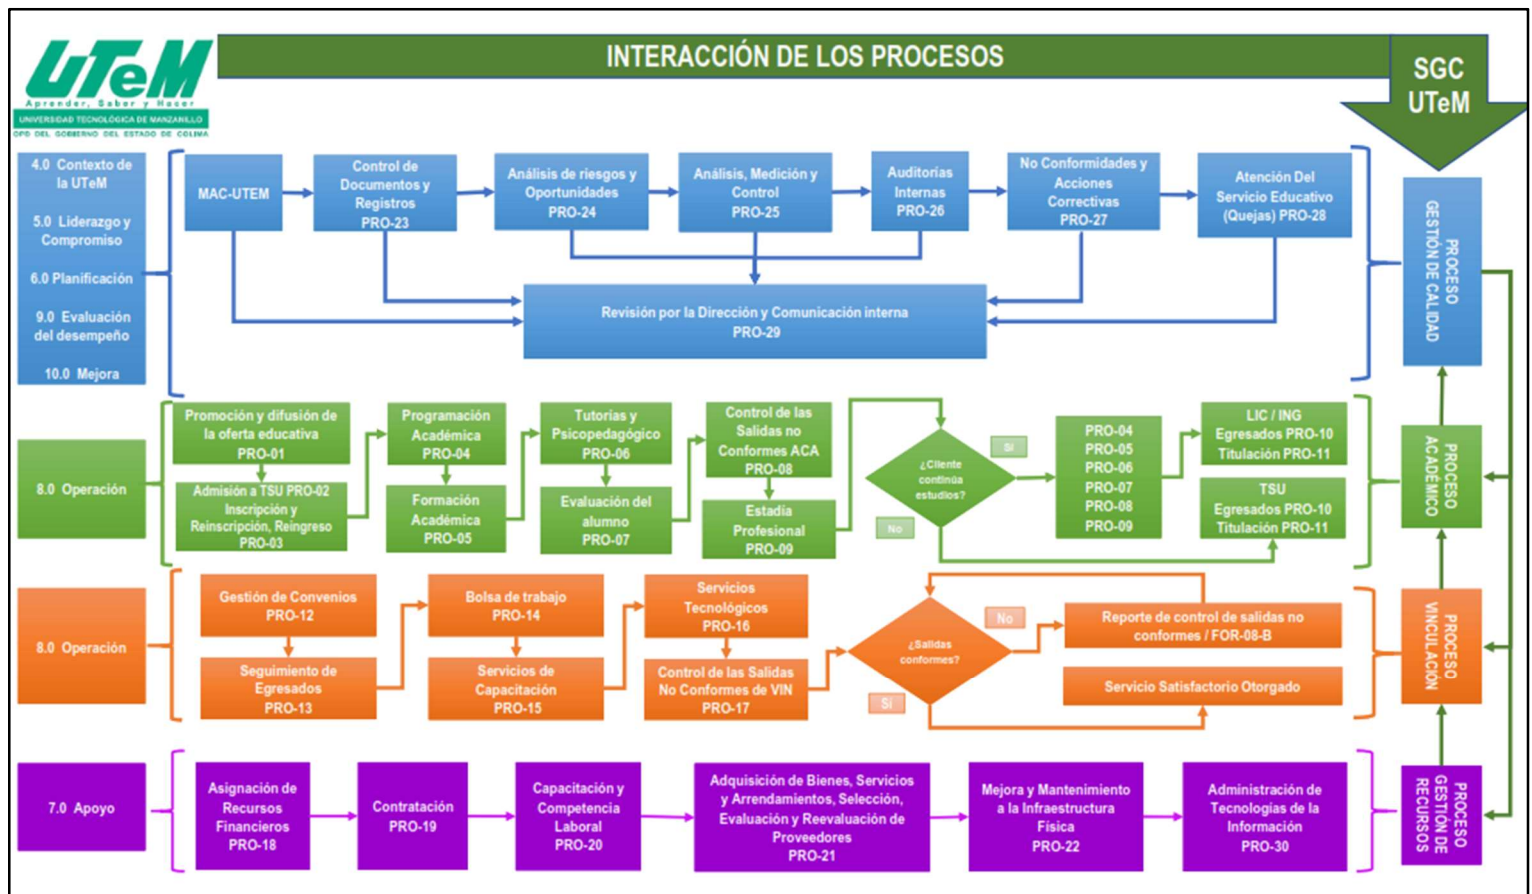 INTERACCIÓN DE LOS PROCESOS
SGC
UTeM
UTeM
Aprender, Saber y Hacer
UNIVERSIDAD TECNOLÓGICA DE MANZANILLO
OPD DEL GOBIERNO DEL ESTADO DE COLIMA
4.0 Contexto de
la UTeM
5.0 Liderazgo y
Compromiso
6.0 Planificación
9.0 Evaluación
del desempeño
10.0 Mejora
MAC-UTEM
Control de
Documentos y
Registros
PRO-23
Análisis de riesgos y
Oportunidades
PRO-24
Análisis, Medición y
Control
PRO-25
Auditorías
Internas
PRO-26
No Conformidades y
Acciones
Correctivas
PRO-27
Atención Del
Servicio Educativo
(Quejas) PRO-28
Revisión por la Dirección y Comunicación interna
PRO-29
PROCESO
GESTIÓN DE CALIDAD
8.0 Operación
Promoción y difusión de
la oferta educativa
PRO-01
Admisión a TSU PRO-02
Inscripción y
Reinscripción, Reingreso
PRO-03
Programación
Académica
PRO-04
Formación
Académica
PRO-05
Tutorías y
Psicopedagógico
PRO-06
Evaluación del
alumno
PRO-07
Control de las
Salidas no
Conformes ACA
PRO-08
Estadía
Profesional
PRO-09
¿Cliente
continúa
estudios?
Sí
No
PRO-04
PRO-05
PRO-06
PRO-07
PRO-08
PRO-09
LIC / ING
Egresados PRO-10
Titulación PRO-11
TSU
Egresados PRO-10
Titulación PRO-11
PROCESO
ACADÉMICO
8.0 Operación
Gestión de Convenios
PRO-12
Seguimiento de
Egresados
PRO-13
Bolsa de trabajo
PRO-14
Servicios de
Capacitación
PRO-15
Servicios
Tecnológicos
PRO-16
Control de las Salidas
No Conformes de VIN
PRO-17
¿Salidas
conformes?
No
Sí
Reporte de control de salidas no
conformes / FOR-08-B
Servicio Satisfactorio Otorgado
PROCESO
VINCULACIÓN
7.0 Apoyo
Asignación de
Recursos
Financieros
PRO-18
Contratación
PRO-19
Capacitación y
Competencia
Laboral
PRO-20
Adquisición de Bienes, Servicios
y Arrendamientos, Selección,
Evaluación y Reevaluación de
Proveedores
PRO-21
Mejora y Mantenimiento
a la Infraestructura
Física
PRO-22
Administración de
Tecnologías de la
Información
PRO-30
PROCESO
GESTIÓN DE
RECURSOS